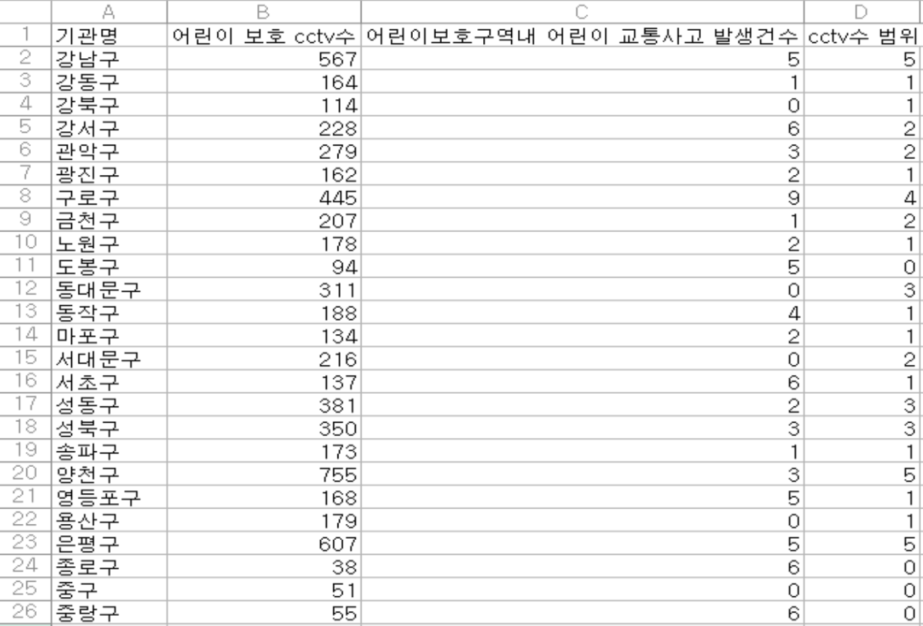 A B C D
1 기관명 어린이 보호 cctv수 어린이보호구역내 어린이 교통사고 발생건수 cctv수 범위
2 강남구 567 5 5
3 강동구 164 1 1
4 강북구 114 0 1
5 강서구 228 6 2
6 관악구 279 3 2
7 광진구 162 2 1
8 구로구 445 9 4
9 금천구 207 1 2
10 노원구 178 2 1
11 도봉구 94 5 0
12 동대문구 311 0 3
13 동작구 188 4 1
14 마포구 134 2 1
15 서대문구 216 0 2
16 서초구 137 6 1
17 성동구 381 2 3
18 성북구 350 3 3
19 송파구 173 1 1
20 양천구 755 3 5
21 영등포구 168 5 1
22 용산구 179 0 1
23 은평구 607 5 5
24 종로구 38 6 0
25 중구 51 0 0
26 중랑구 55 6 0